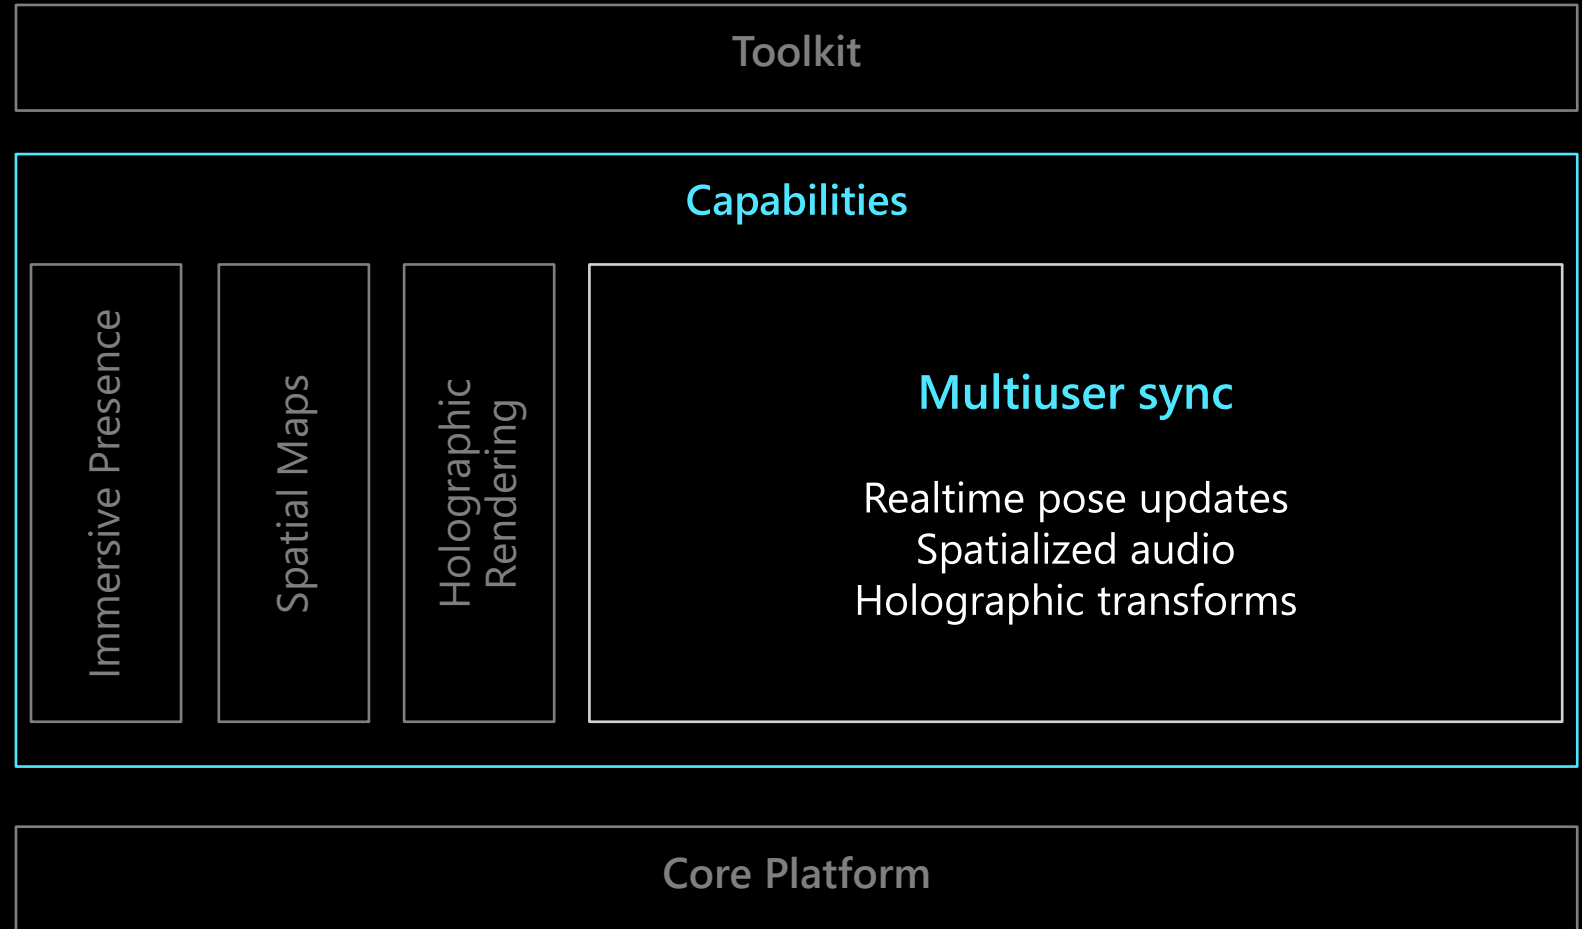 Toolkit
Capabilities
Immersive Presence
Spatial Maps
Holographic
Rendering
Multiuser sync
Realtime pose updates
Spatialized audio
Holographic transforms
Core Platform